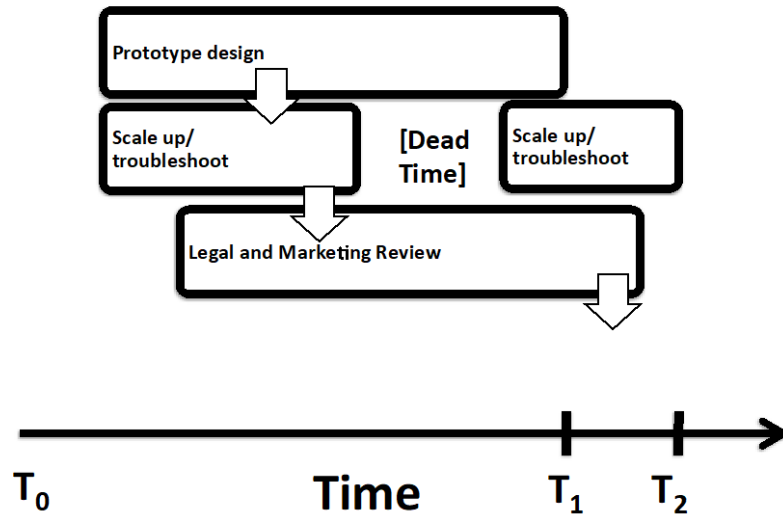 Prototype design
Scale up/
troubleshoot
[Dead
Time]
Scale up/
troubleshoot
Legal and Marketing Review
T0
Time
T1
T2